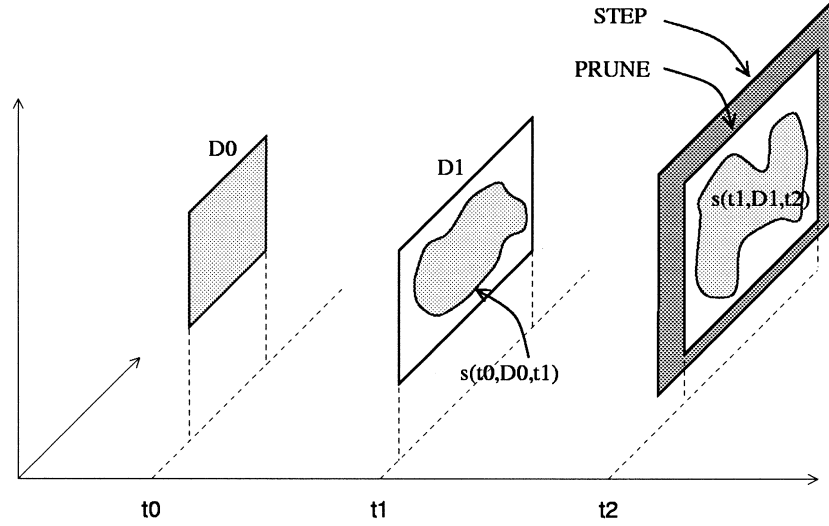 STEP
PRUNE
D0
D1
s(t1,D1,t2)
s(t0,D0,t1)
t0
t1
t2